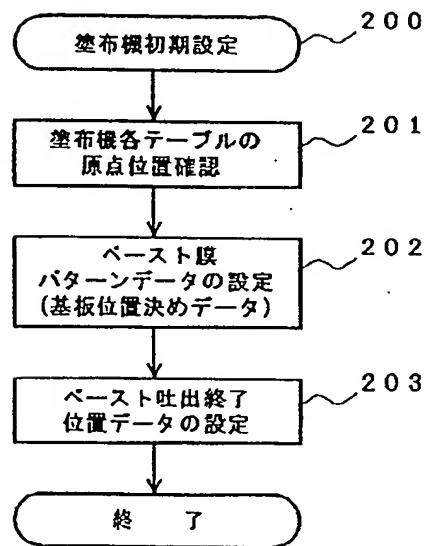 塗布機初期設定
200
塗布機各テーブルの
原点位置確認
201
ペースト膜
パターンデータの設定
(基板位置決めデータ)
202
ペースト吐出終了
位置データの設定
203
終 了